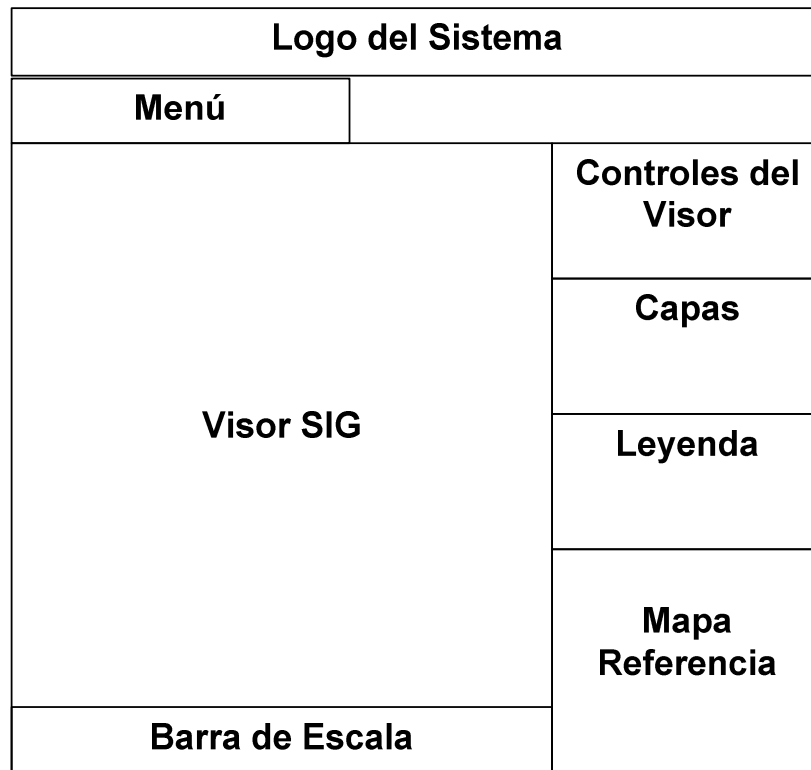 Logo del Sistema
Menú
Controles del
Visor
Capas
Visor SIG
Leyenda
Mapa
Referencia
Barra de Escala